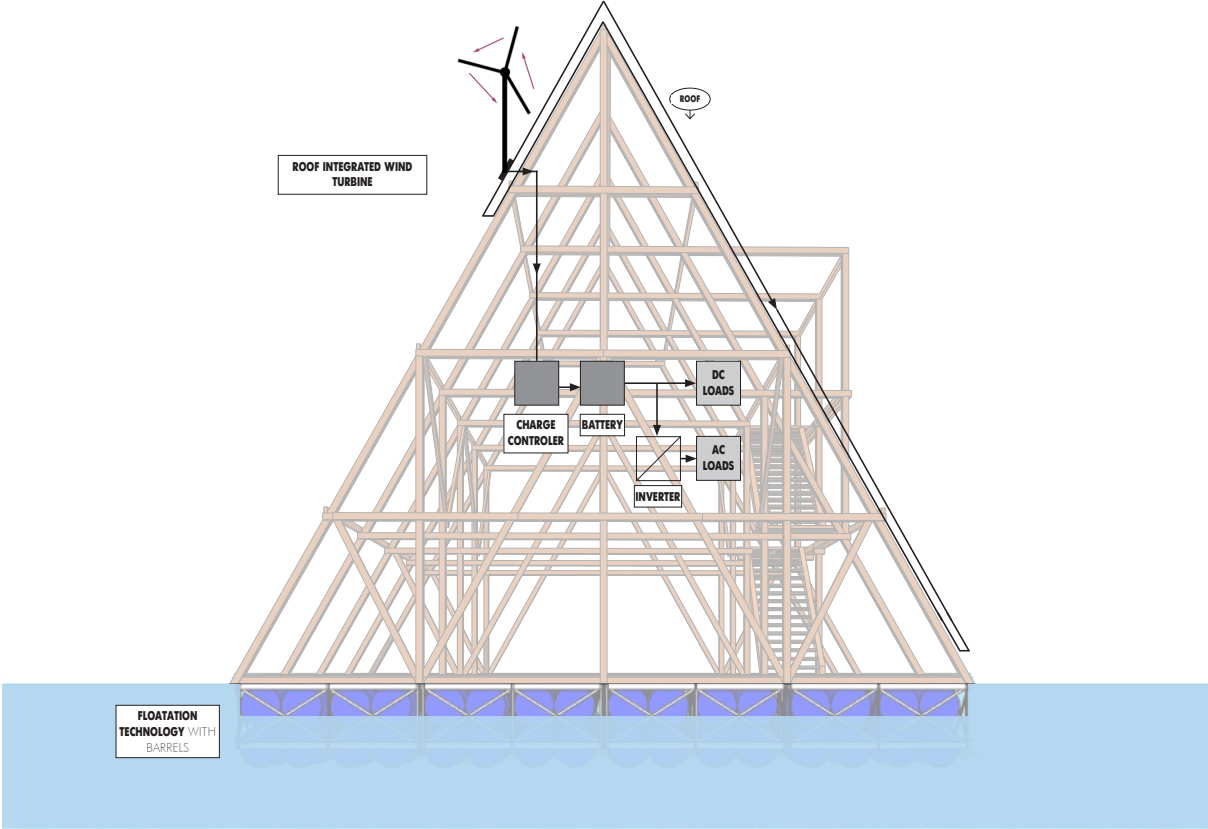 ROOF
ROOF INTEGRATED WIND
TURBINE
DC
LOADS
CHARGE
CONTROLER
BATTERY
AC
LOADS
INVERTER
FLOATATION
TECHNOLOGY WITH
BARRELS